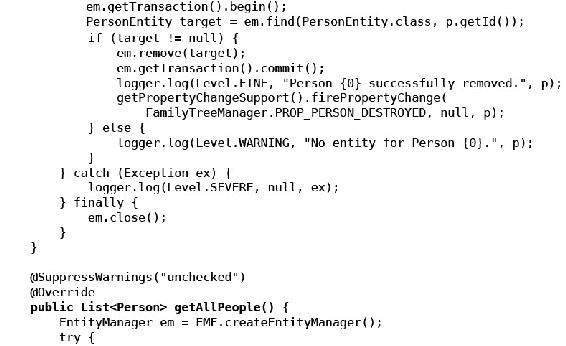 em.getTransaction().begin();
PersonEntity target = em.find(PersonEntity.class, p.getId());
if (target != null) {
em.remove(target);
em.getTransaction().commit();
logger.log(Level.FINE, "Person {0} successfully removed.", p);
getPropertyChangeSupport().firePropertyChange(
FamilyTreeManager.PROP_PERSON_DESTROYED, null, p);
} else {
logger.log(Level.WARNING, "No entity for Person {0}.", p);
}
} catch (Exception ex) {
logger.log(Level.SEVERE, null, ex);
} finally {
em.close();
}
}
@SuppressWarnings("unchecked")
@Override
public List<Person> getAllPeople() {
EntityManager em = EMF.createEntityManager();
try {